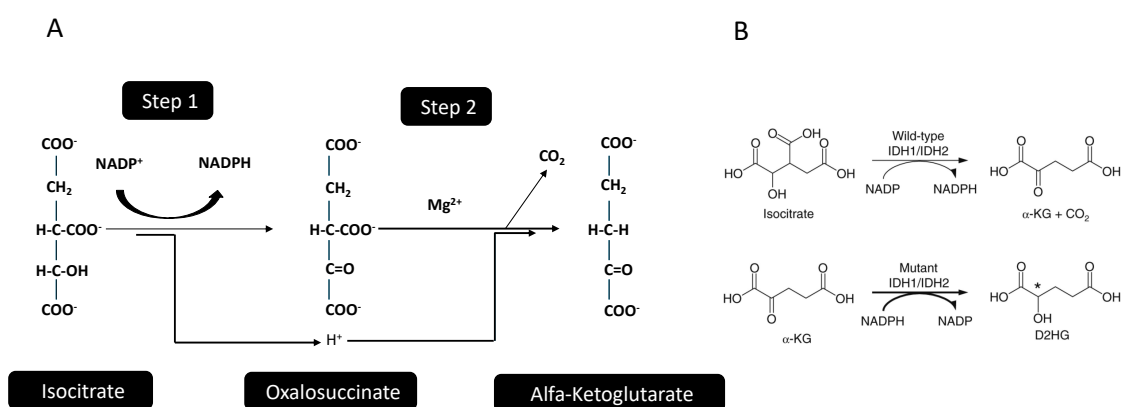 A
Step 1
Step 2
COO⁻
CH₂
H-C-COO⁻
H-C-OH
COO⁻
NADP⁺
NADPH
COO⁻
CH₂
H-C-COO⁻
C=O
COO⁻
Mg²⁺
CO₂
COO⁻
CH₂
H-C-H
C=O
COO⁻
H⁺
Isocitrate
Oxalosuccinate
Alfa-Ketoglutarate
B
O
OH
O
O
HO
OH
OH
Isocitrate
Wild-type
IDH1/IDH2
NADP
NADPH
O
O
HO
OH
O
α-KG + CO₂
O
O
HO
OH
O
α-KG
Mutant
IDH1/IDH2
NADPH
NADP
O
O
*
HO
OH
OH
D2HG